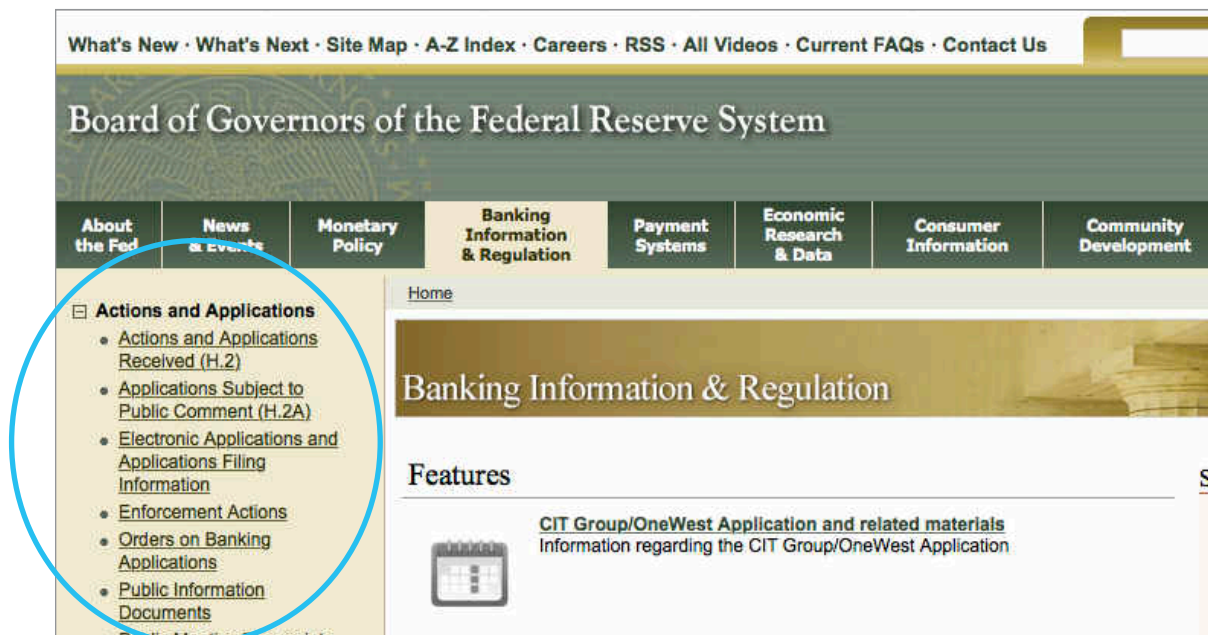 What's New · What's Next · Site Map · A-Z Index · Careers · RSS · All Videos · Current FAQs · Contact Us
Board of Governors of the Federal Reserve System
About
the Fed
News
& Events
Monetary
Policy
Banking
Information
& Regulation
Payment
Systems
Economic
Research
& Data
Consumer
Information
Community
Development
Actions and Applications
Actions and Applications
Received (H.2)
Applications Subject to
Public Comment (H.2A)
Electronic Applications and
Applications Filing
Information
Enforcement Actions
Orders on Banking
Applications
Public Information
Documents
Home
Banking Information & Regulation
Features
CIT Group/OneWest Application and related materials
Information regarding the CIT Group/OneWest Application